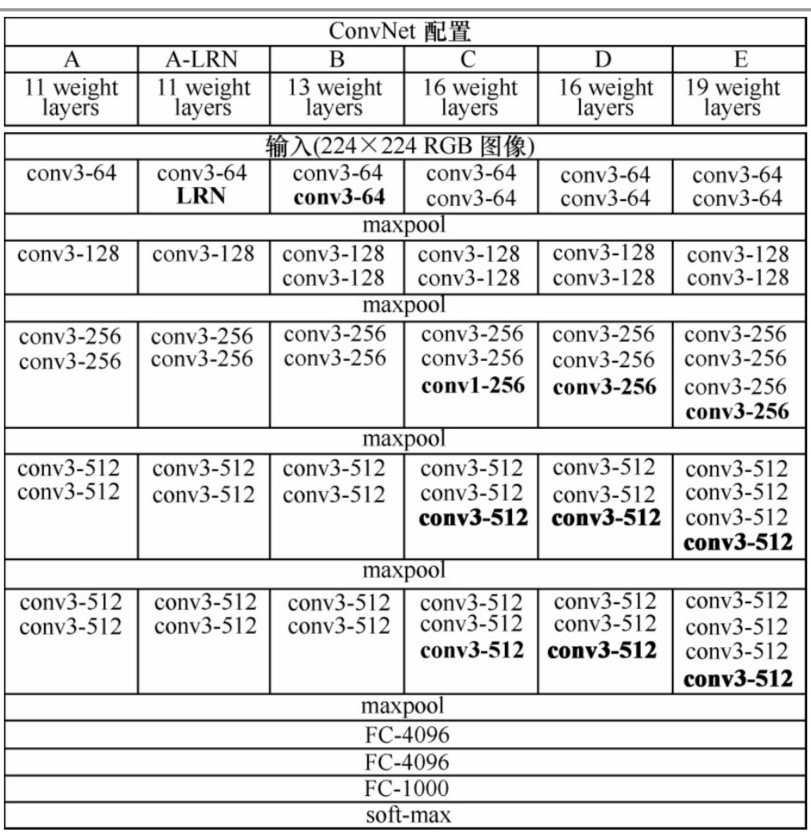 ConvNet 配置
A A-LRN B C D E
11 weight layers 11 weight layers 13 weight layers 16 weight layers 16 weight layers 19 weight layers
输入(224×224 RGB 图像)
conv3-64 conv3-64 conv3-64 conv3-64 conv3-64 conv3-64
LRN conv3-64 conv3-64 conv3-64 conv3-64
maxpool
conv3-128 conv3-128 conv3-128 conv3-128 conv3-128 conv3-128
conv3-128 conv3-128 conv3-128 conv3-128
maxpool
conv3-256 conv3-256 conv3-256 conv3-256 conv3-256 conv3-256
conv3-256 conv3-256 conv3-256 conv3-256 conv3-256 conv3-256
conv1-256 conv3-256 conv3-256
conv3-256
maxpool
conv3-512 conv3-512 conv3-512 conv3-512 conv3-512 conv3-512
conv3-512 conv3-512 conv3-512 conv3-512 conv3-512 conv3-512
conv3-512 conv3-512 conv3-512
conv3-512
maxpool
conv3-512 conv3-512 conv3-512 conv3-512 conv3-512 conv3-512
conv3-512 conv3-512 conv3-512 conv3-512 conv3-512 conv3-512
conv3-512 conv3-512 conv3-512
conv3-512
maxpool
FC-4096
FC-4096
FC-1000
soft-max